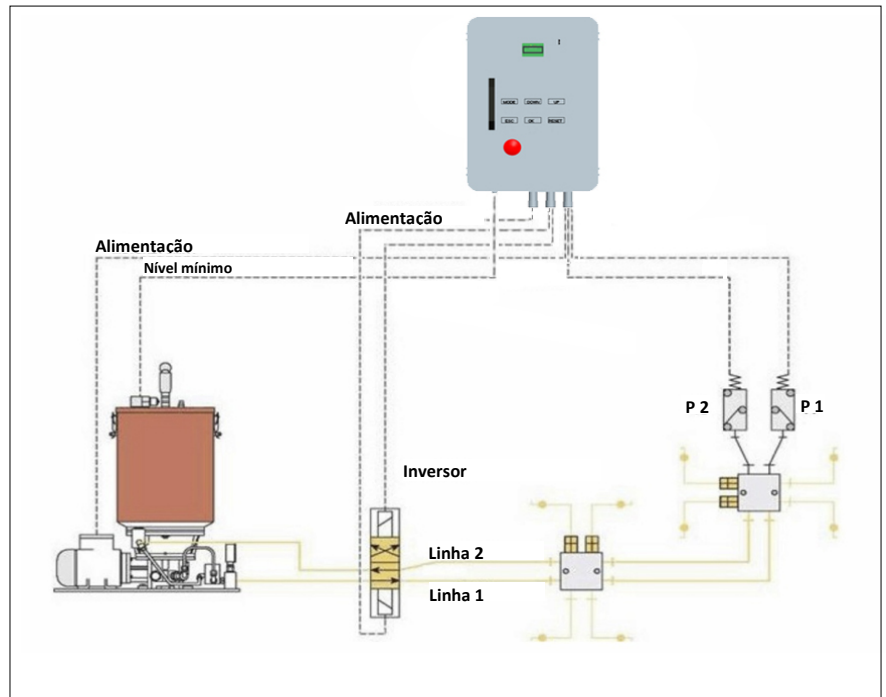 MODE DOWN UP
ESC OK RESET
Alimentação
Alimentação
Nível mínimo
P 2
P 1
Inversor
Linha 2
Linha 1